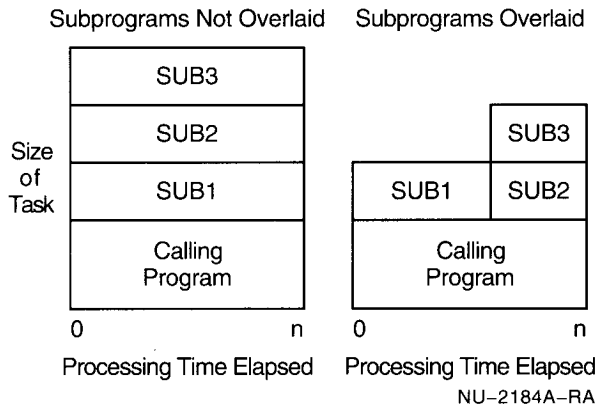 Subprograms Not Overlaid
SUB3
SUB2
SUB1
Calling
Program
Size
of
Task
0 n
Processing Time Elapsed
Subprograms Overlaid
SUB3
SUB1 SUB2
Calling
Program
0 n
Processing Time Elapsed
NU-2184A-RA